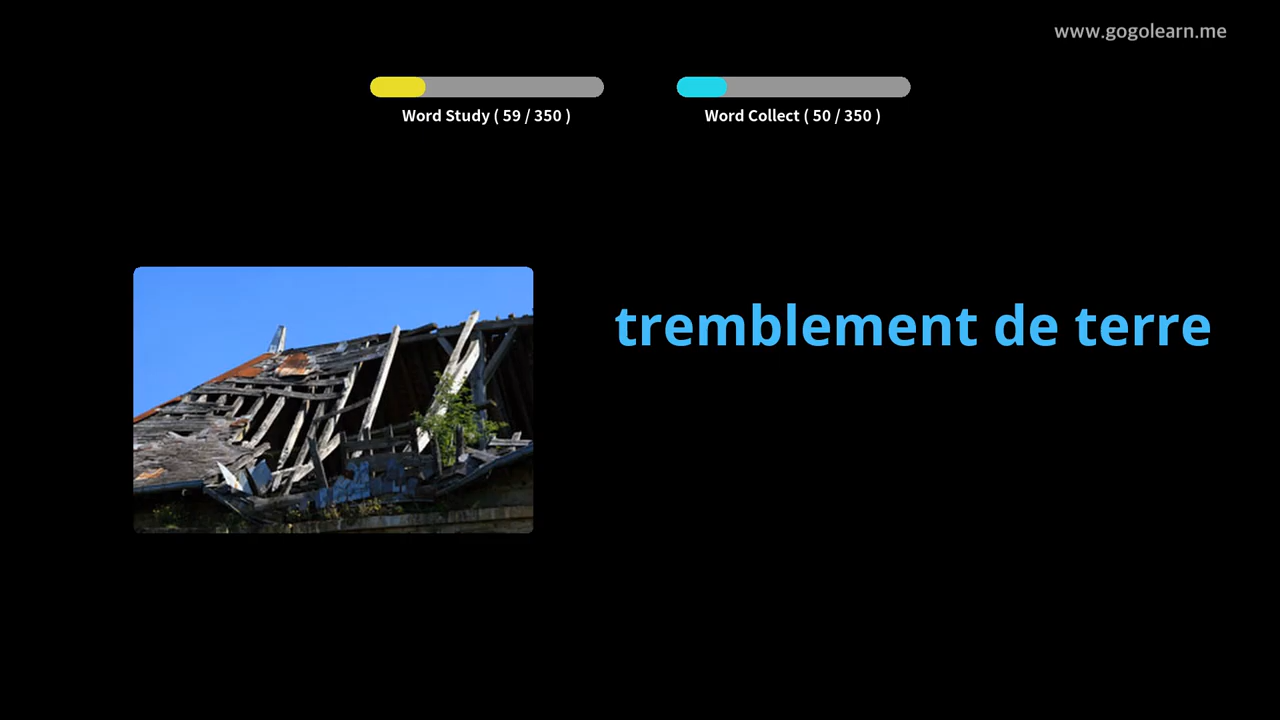 www.gogolearn.me
Word Study ( 59 / 350 )
Word Collect ( 50 / 350 )
tremblement de terre